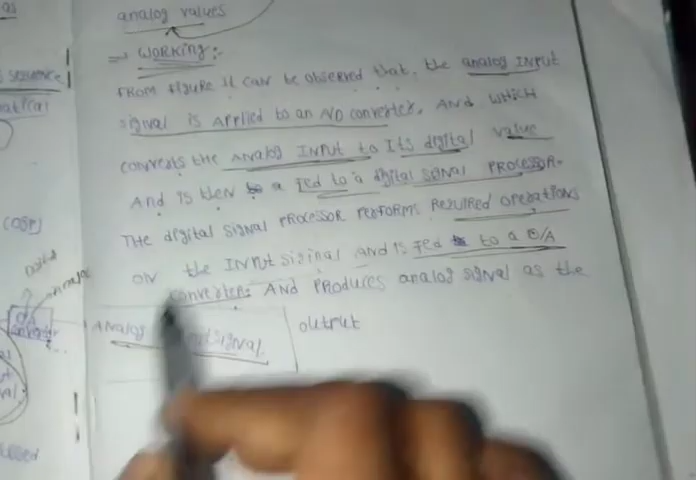 analog values
⇒ WORKING:-
FROM figure it can be observed that, the analog INPUT
signal is APPlied to an A/D converter. AND WHICH
converts the analog INPUT to Its digital value
And is then a Fed to a digital signal PROCESSOR.
THE digital signal PROCESSOR Performs Required operations
ON the INPUT signal and is Fed to a D/A
converter. AND PRODUCES analog signal as the
output
ANALOG signal
sequence
(DSP)